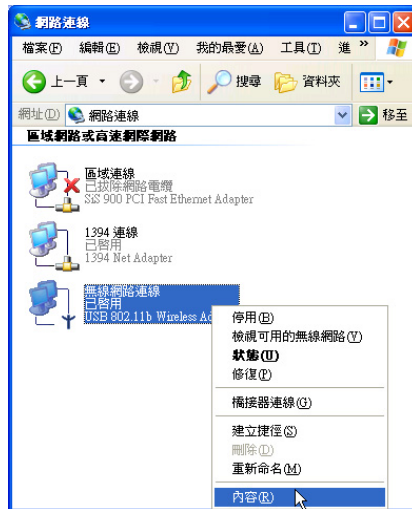 網路連線
檔案(F) 編輯(E) 檢視(V) 我的最愛(A) 工具(T) 進 »
上一頁 搜尋 資料夾
網址(D) 網路連線 移至
區域網路或高速網際網路
區域連線
已拔除網路電纜
SiS 900 PCI Fast Ethernet Adapter
1394 連線
已啓用
1394 Net Adapter
無線網路連線
已啓用
USB 802.11b Wireless Ad
停用(B)
檢視可用的無線網路(V)
狀態(U)
修復(P)
橋接器連線(G)
建立捷徑(S)
刪除(D)
重新命名(M)
內容(R)